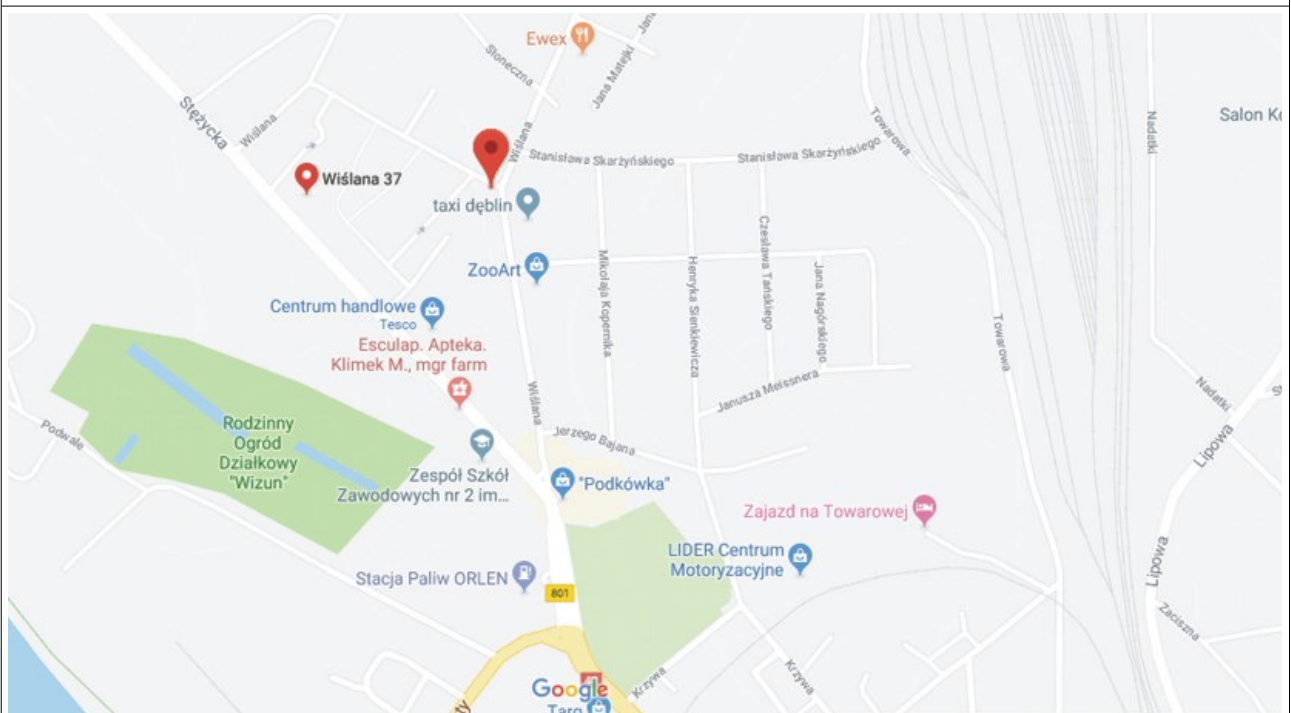 Ewex
Słoneczna
Jana Matejki
Jana
Stężycka
Wiślana
Wiślana
Towarowa
Nadatki
Salon Ko
Stanisława Skarżyńskiego
Stanisława Skarżyńskiego
Wiślana 37
taxi dęblin
ZooArt
Mikołaja Kopernika
Henryka Sienkiewicza
Czesława Tańskiego
Jana Nagórskiego
Centrum handlowe
Tesco
Towarowa
Esculap. Apteka.
Klimek M., mgr farm
Wiślana
Janusza Meissnera
Nadatki
Lipowa
Podwale
Rodzinny
Ogród
Działkowy
"Wizun"
Jerzego Bajana
Zespół Szkół
Zawodowych nr 2 im...
"Podkówka"
Zajazd na Towarowej
LIDER Centrum
Motoryzacyjne
Stacja Paliw ORLEN
801
Lipowa
Zaciszna
Krzywa
Krzywa
Google
Targ